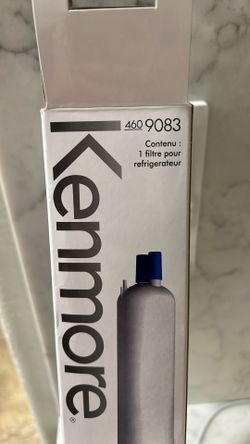 460 9083
Contenu :
1 filtre pour
refrigerateur
Kenmore®